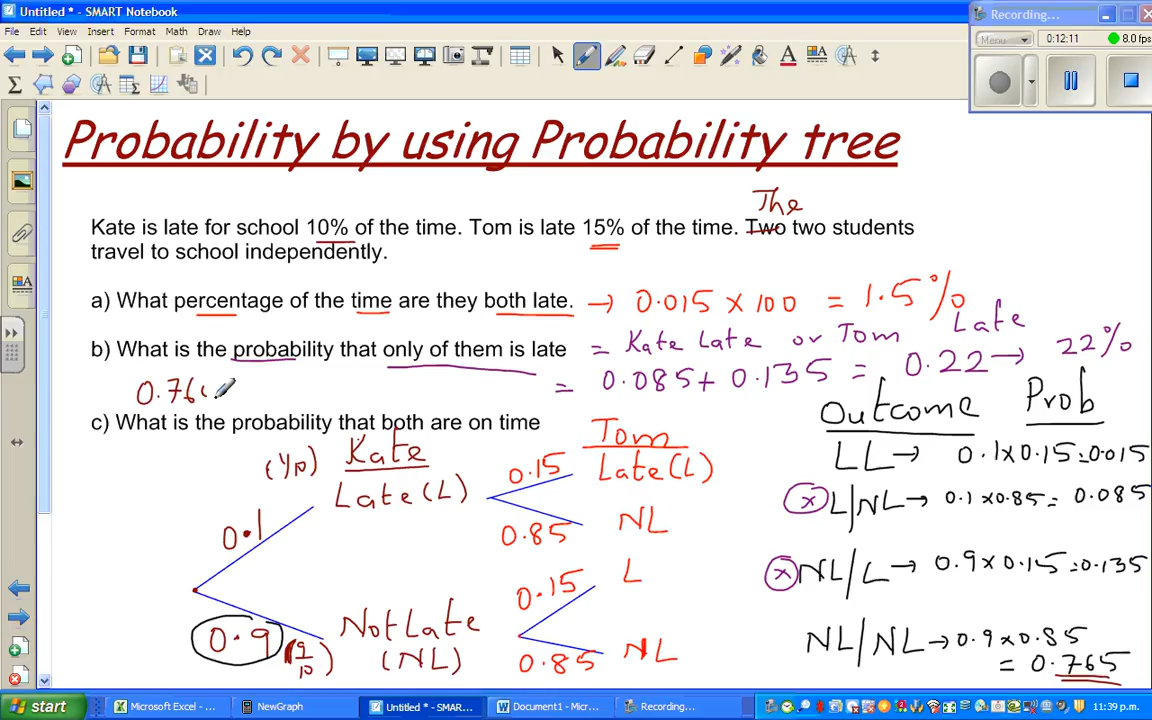 Untitled * - SMART Notebook
Recording...
File Edit View Insert Format Math Draw Help
Menu
0:12:11
8.0 fps
Probability by using Probability tree
The
Kate is late for school 10% of the time. Tom is late 15% of the time. Two two students
travel to school independently.
a) What percentage of the time are they both late. → 0.015 × 100 = 1.5%
b) What is the probability that only of them is late = Kate Late or Tom Late
= 0.085 + 0.135 = 0.22 → 22%
0.76
c) What is the probability that both are on time
Outcome Prob
(1/10) Kate Tom
Late (L) Late (L)
0.1 0.15
0.85 NL
0.15 L
0.9 (9/10) Not Late
(NL) 0.85 NL
LL → 0.1×0.15=0.015
x L/NL → 0.1×0.85= 0.085
x NL/L → 0.9×0.15=0.135
NL/NL → 0.9×0.85
= 0.765
start
Microsoft Excel - Co...
NewGraph
Untitled * - SMAR...
Document1 - Micr...
Recording...
11:39 p.m.